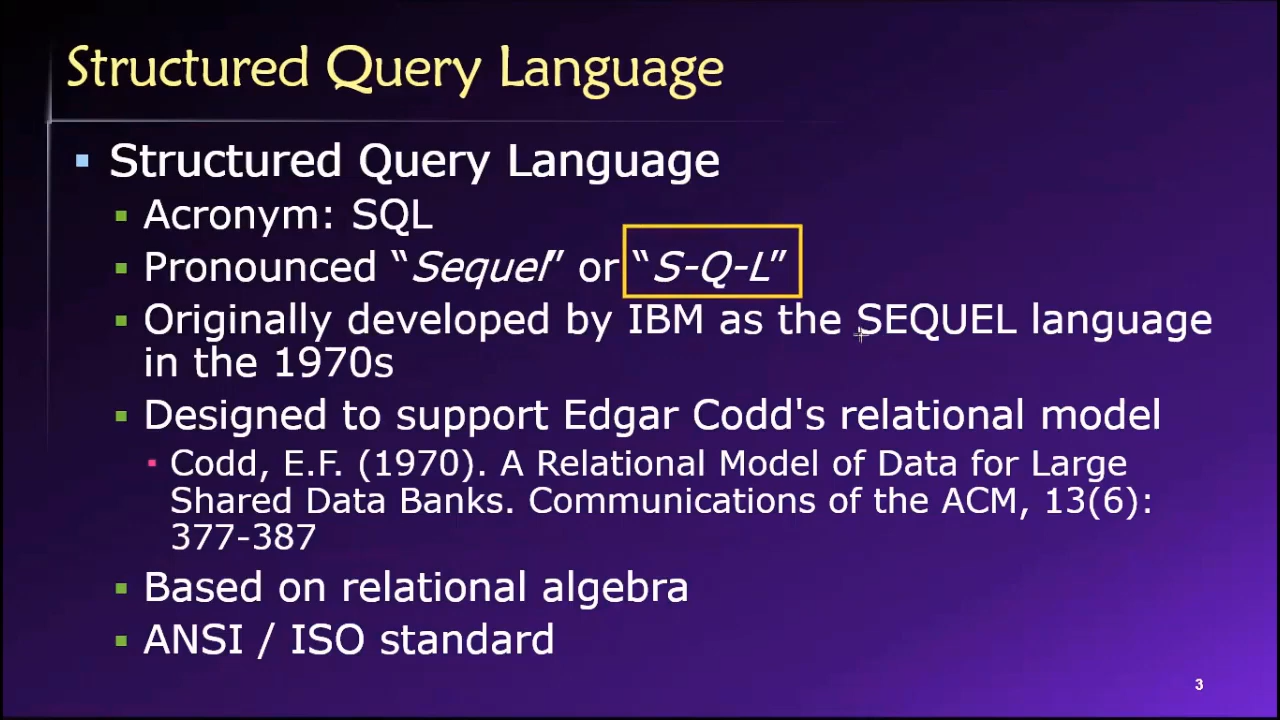 Structured Query Language
Structured Query Language
Acronym: SQL
Pronounced “Sequel” or “S-Q-L”
Originally developed by IBM as the SEQUEL language
in the 1970s
Designed to support Edgar Codd's relational model
Codd, E.F. (1970). A Relational Model of Data for Large
Shared Data Banks. Communications of the ACM, 13(6):
377-387
Based on relational algebra
ANSI / ISO standard
3